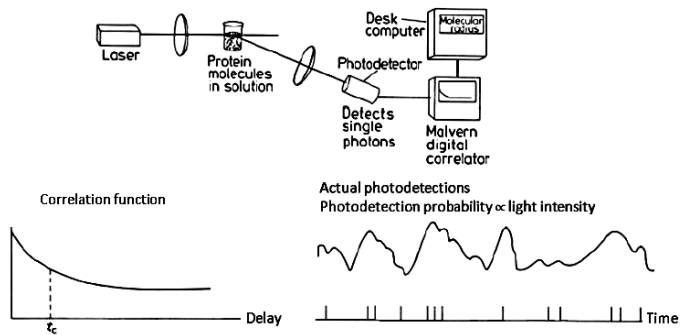 Laser
Protein
molecules
in solution
Photodetector
Detects
single
photons
Desk
computer
Molecular
radius
Malvern
digital
correlator
Correlation function
tc
Delay
Actual photodetections
Photodetection probability ∝ light intensity
Time